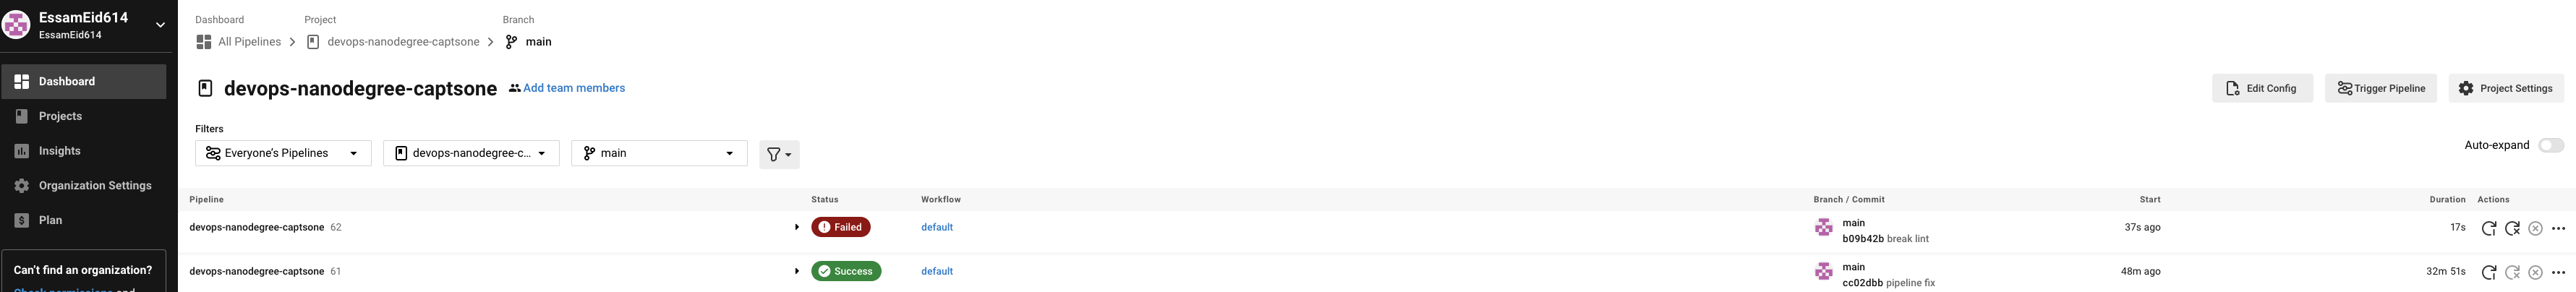 EssamEid614
EssamEid614
Dashboard
Projects
Insights
Organization Settings
Plan
Can't find an organization?
Check permissions and
Dashboard Project Branch
All Pipelines devops-nanodegree-captsone main
devops-nanodegree-captsone Add team members
Edit Config Trigger Pipeline Project Settings
Filters
Everyone's Pipelines devops-nanodegree-c... main
Auto-expand
Pipeline Status Workflow Branch / Commit Start Duration Actions
devops-nanodegree-captsone 62 Failed default main 37s ago 17s
b09b42b break lint
devops-nanodegree-captsone 61 Success default main 48m ago 32m 51s
cc02dbb pipeline fix